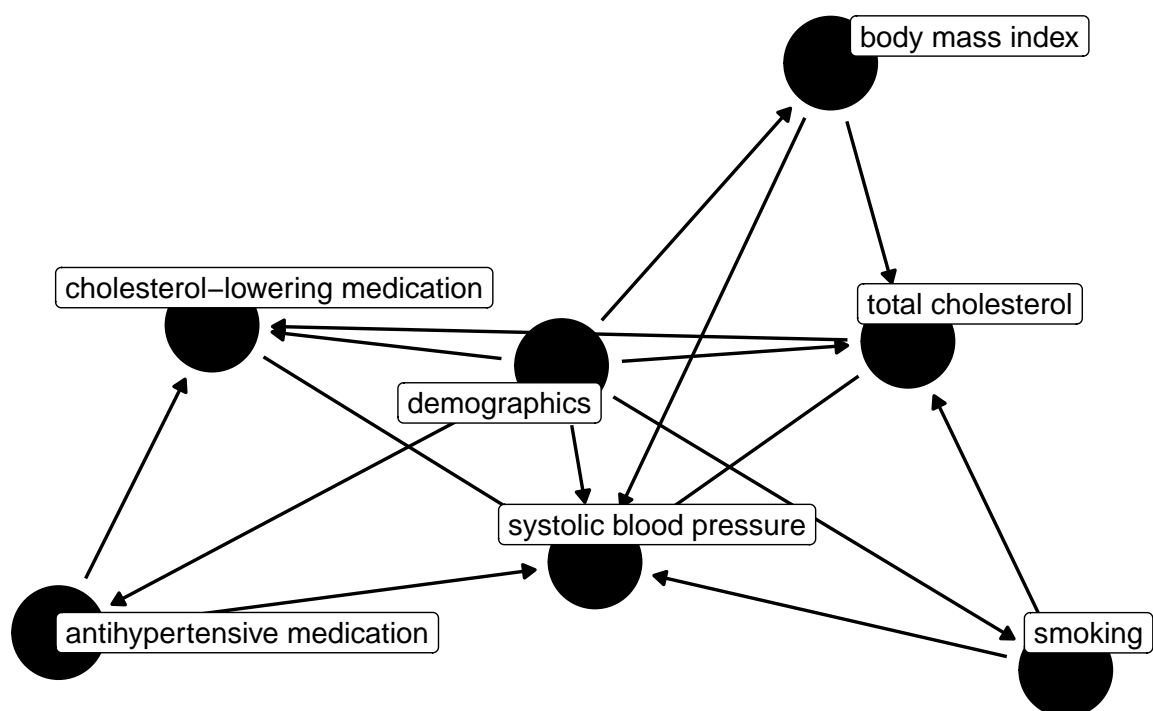 body mass index
cholesterol−lowering medication
total cholesterol
demographics
systolic blood pressure
antihypertensive medication
smoking